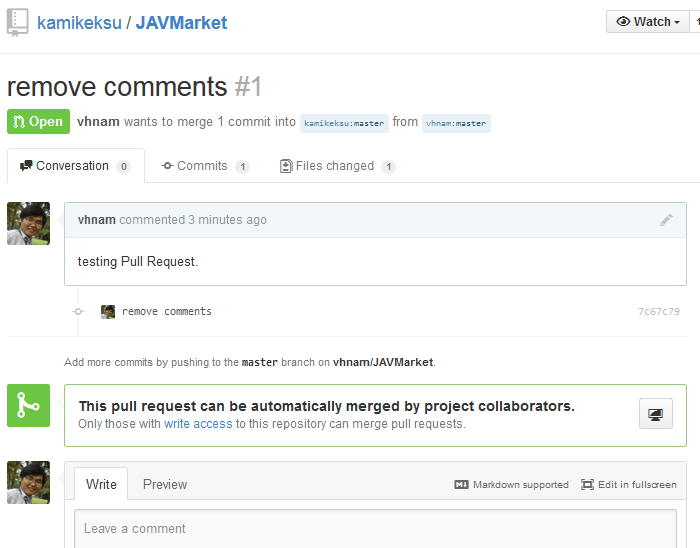 kamikeksu / JAVMarket
Watch
remove comments #1
Open vhnam wants to merge 1 commit into kamikeksu:master from vhnam:master
Conversation 0 Commits 1 Files changed 1
vhnam commented 3 minutes ago
testing Pull Request.
remove comments 7c67c79
Add more commits by pushing to the master branch on vhnam/JAVMarket.
This pull request can be automatically merged by project collaborators.
Only those with write access to this repository can merge pull requests.
Write Preview Markdown supported Edit in fullscreen
Leave a comment